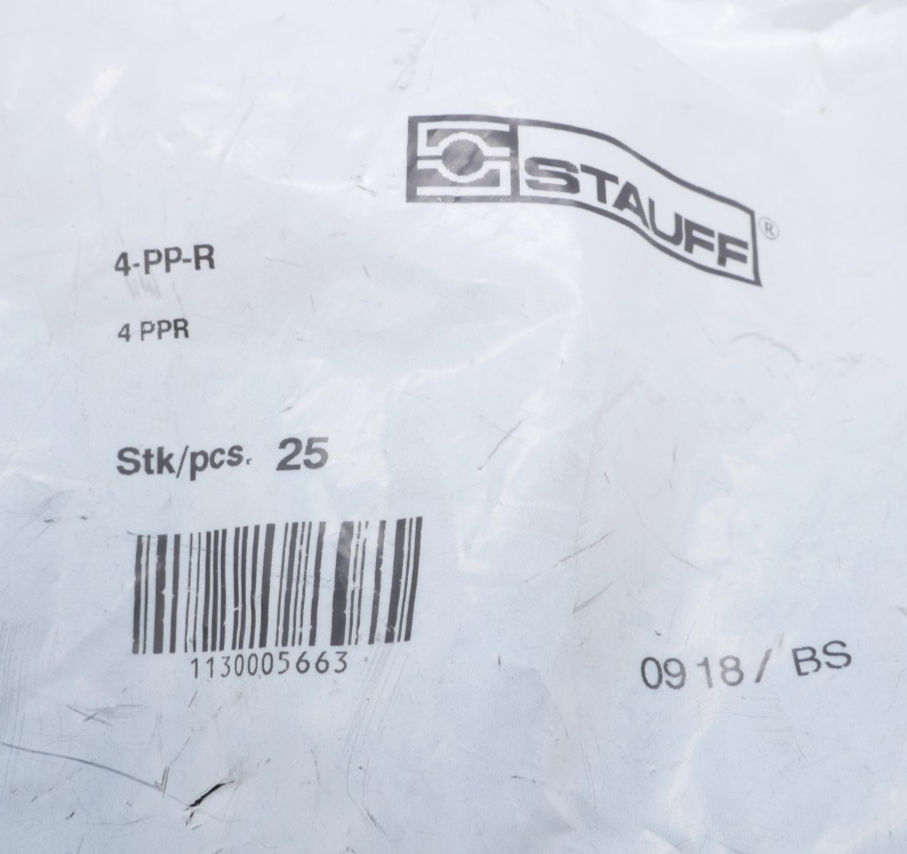 STAUFF®
4-PP-R
4 PPR
Stk/pcs. 25
1130005663
0918/ BS